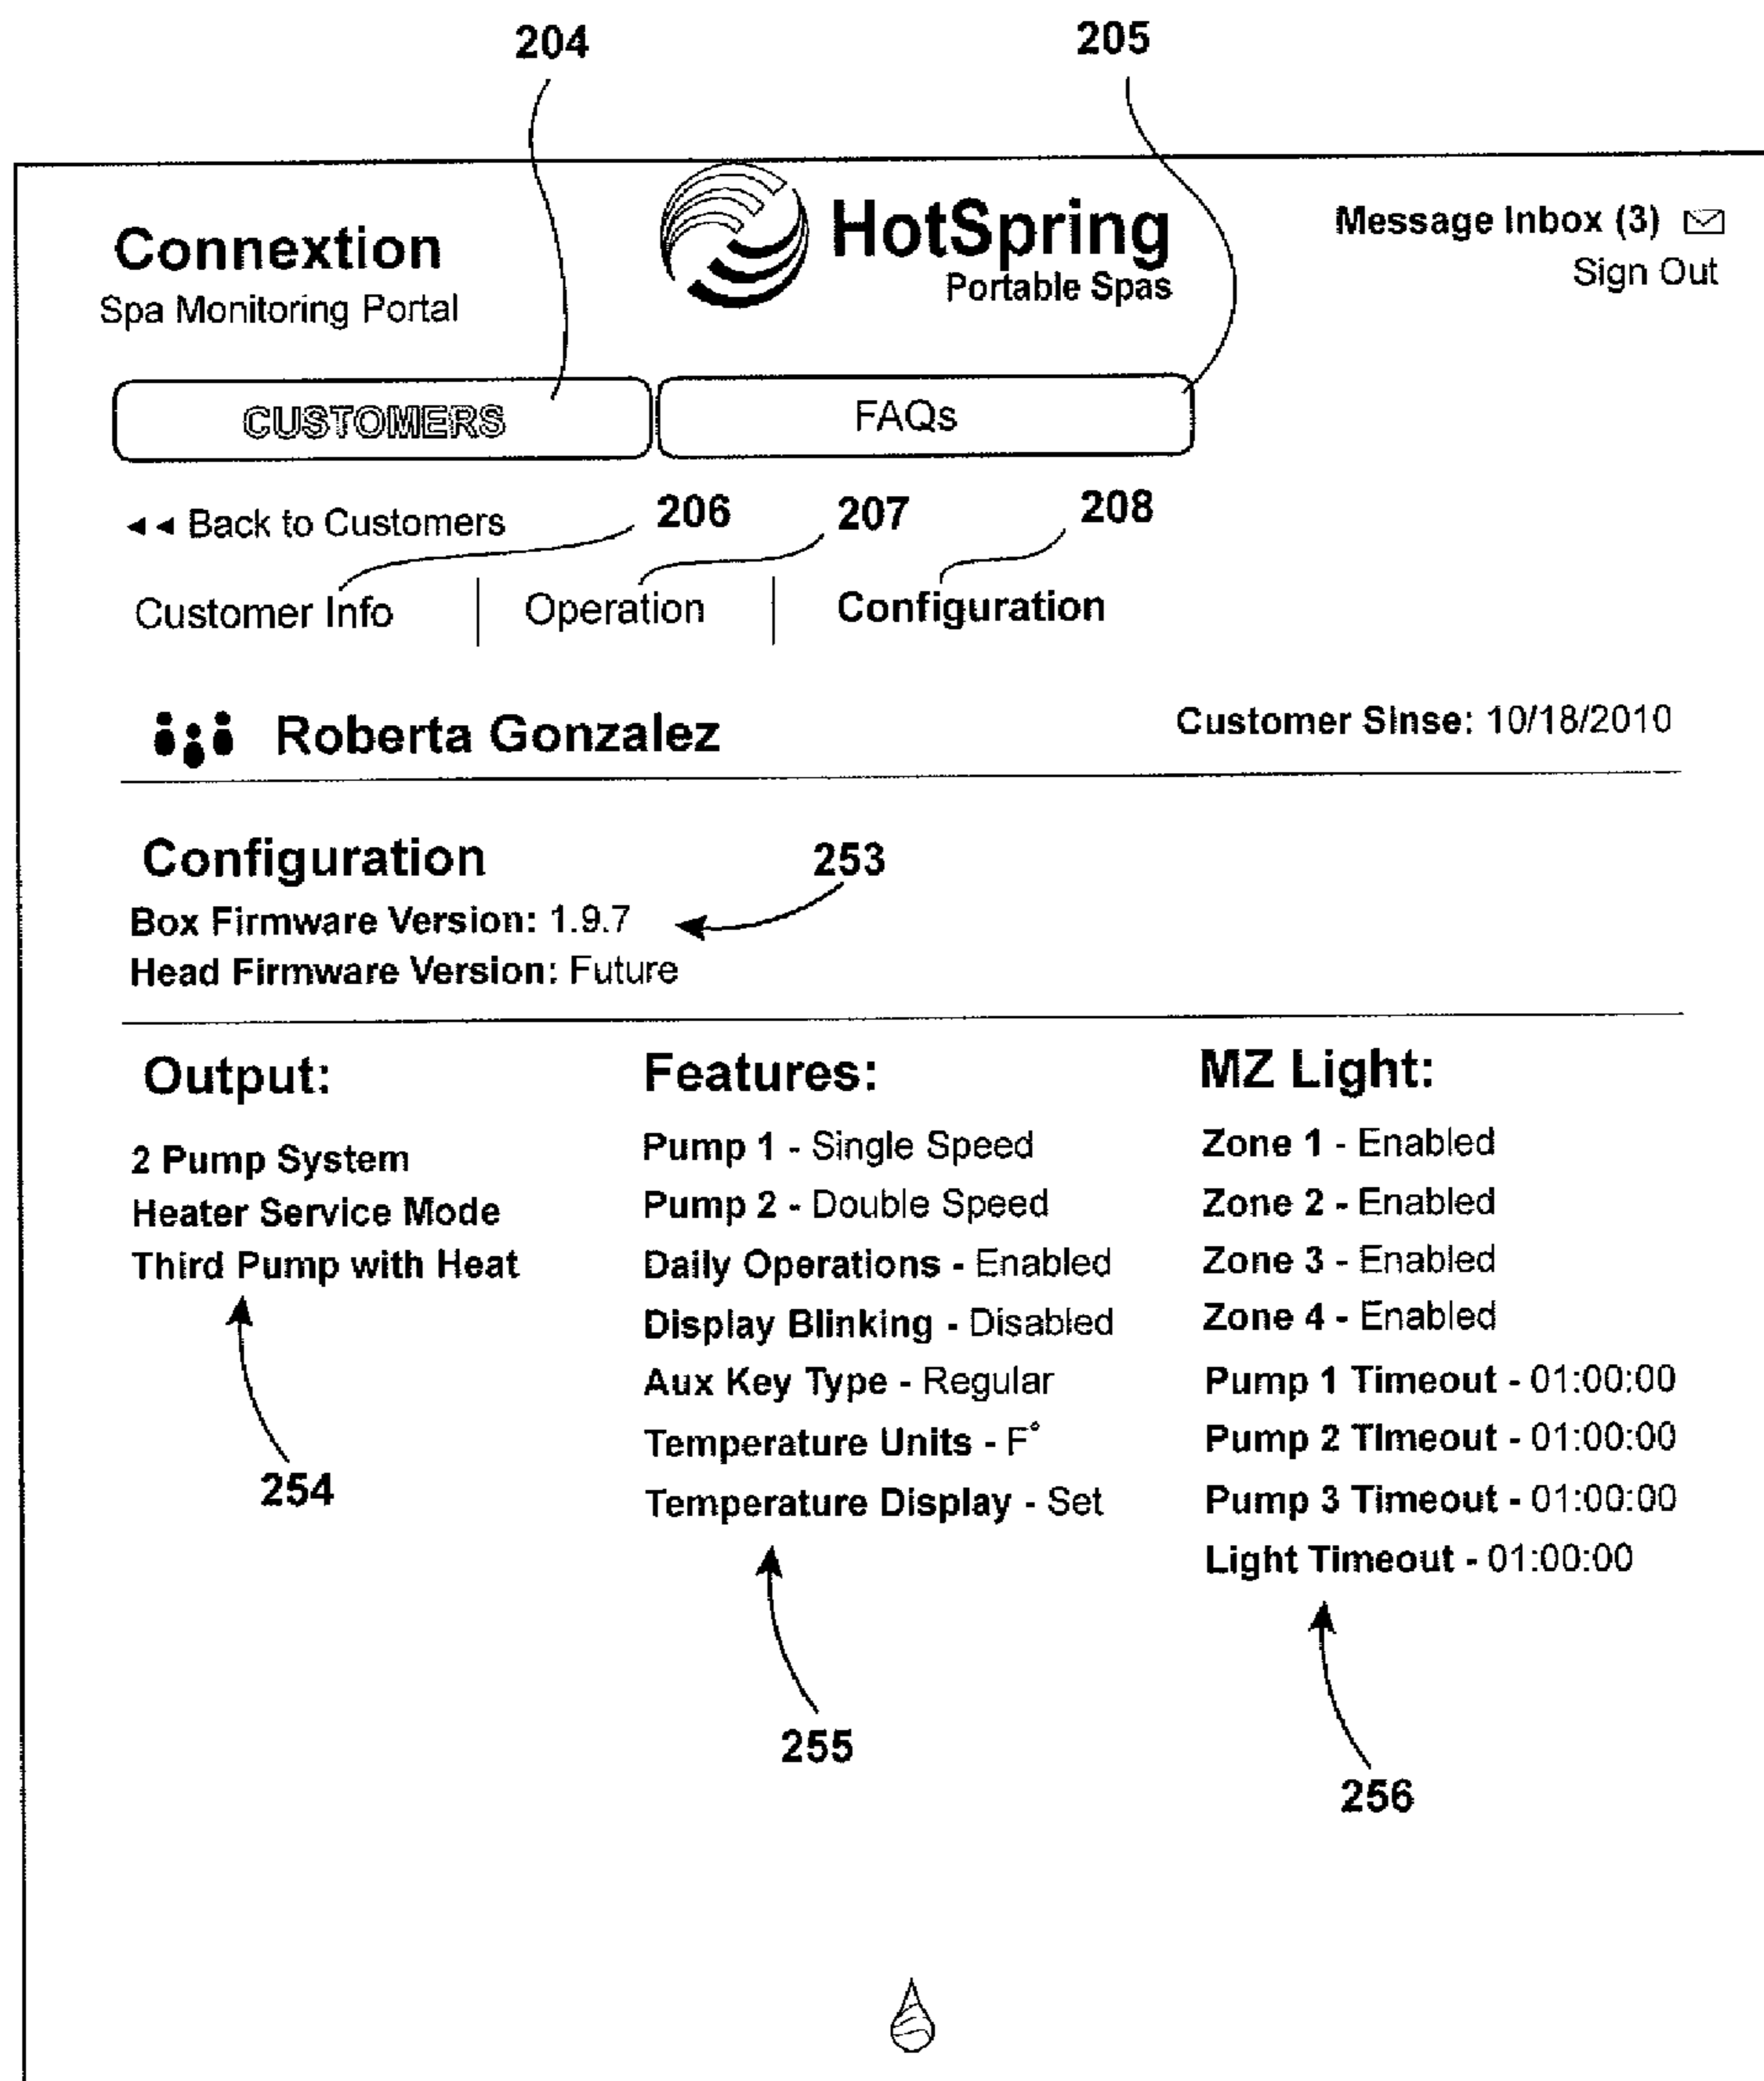 204 205
Connextion
Spa Monitoring Portal
HotSpring
Portable Spas
Message Inbox (3)
Sign Out
CUSTOMERS FAQs
◄◄ Back to Customers 206 207 208
Customer Info | Operation | Configuration
Roberta Gonzalez Customer Sinse: 10/18/2010
Configuration 253
Box Firmware Version: 1.9.7
Head Firmware Version: Future
Output:
2 Pump System
Heater Service Mode
Third Pump with Heat
254
Features:
Pump 1 - Single Speed
Pump 2 - Double Speed
Daily Operations - Enabled
Display Blinking - Disabled
Aux Key Type - Regular
Temperature Units - F°
Temperature Display - Set
255
MZ Light:
Zone 1 - Enabled
Zone 2 - Enabled
Zone 3 - Enabled
Zone 4 - Enabled
Pump 1 Timeout - 01:00:00
Pump 2 Timeout - 01:00:00
Pump 3 Timeout - 01:00:00
Light Timeout - 01:00:00
256